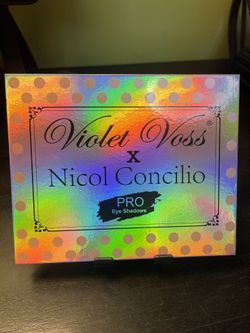 Violet Voss®
X
Nicol Concilio
PRO
Eye Shadows